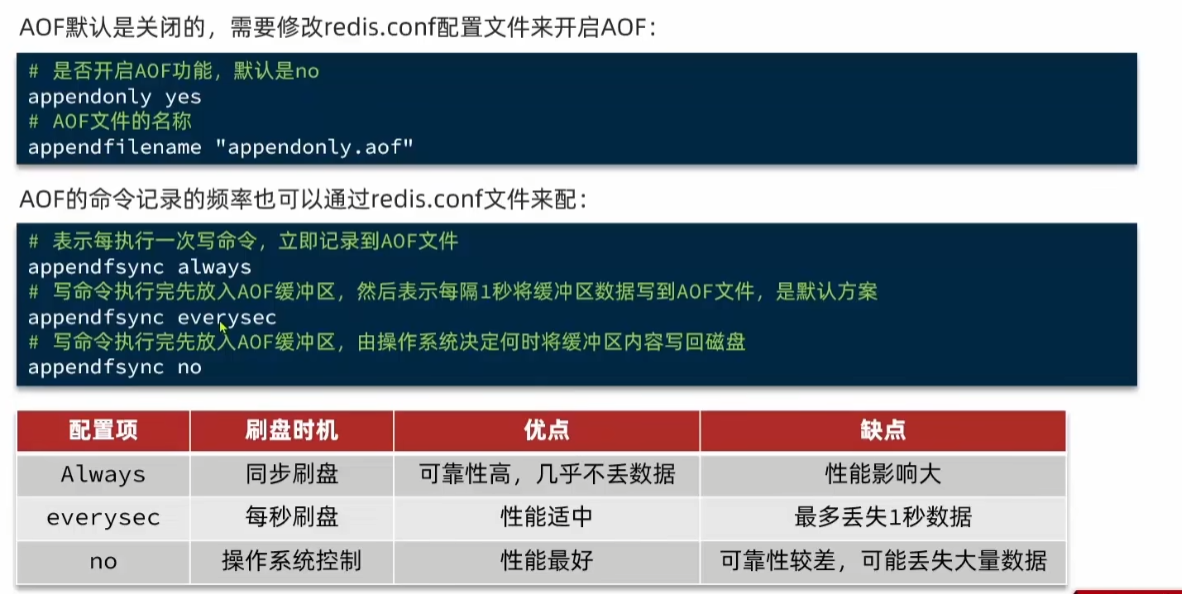 AOF默认是关闭的，需要修改redis.conf配置文件来开启AOF：
# 是否开启AOF功能，默认是no
appendonly yes
# AOF文件的名称
appendfilename "appendonly.aof"
AOF的命令记录的频率也可以通过redis.conf文件来配：
# 表示每执行一次写命令，立即记录到AOF文件
appendfsync always
# 写命令执行完先放入AOF缓冲区，然后表示每隔1秒将缓冲区数据写到AOF文件，是默认方案
appendfsync everysec
# 写命令执行完先放入AOF缓冲区，由操作系统决定何时将缓冲区内容写回磁盘
appendfsync no
配置项 刷盘时机 优点 缺点
Always 同步刷盘 可靠性高，几乎不丢数据 性能影响大
everysec 每秒刷盘 性能适中 最多丢失1秒数据
no 操作系统控制 性能最好 可靠性较差，可能丢失大量数据